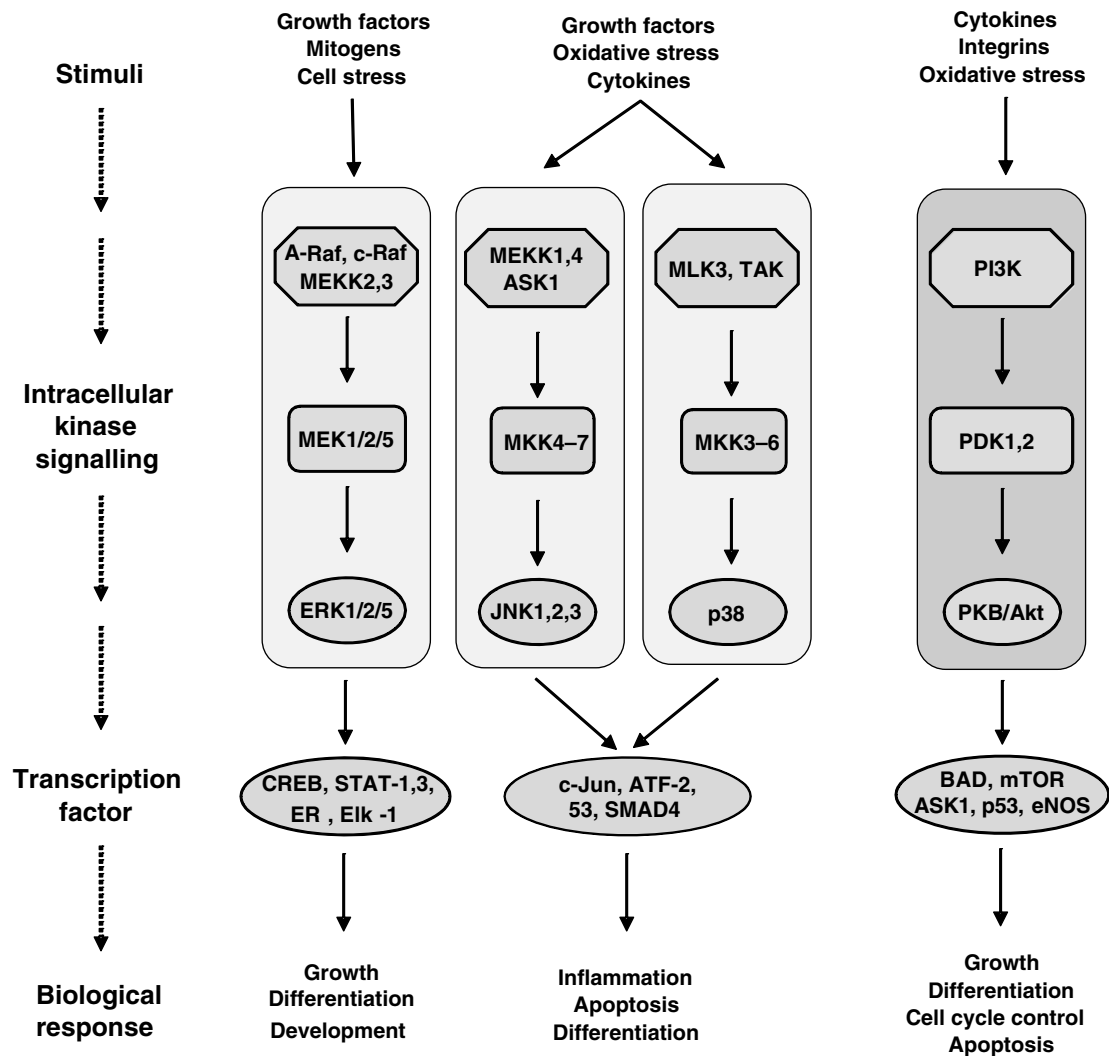 Stimuli
Growth factors
Mitogens
Cell stress
Growth factors
Oxidative stress
Cytokines
Cytokines
Integrins
Oxidative stress
Intracellular
kinase
signalling
A-Raf, c-Raf
MEKK2,3
MEK1/2/5
ERK1/2/5
MEKK1,4
ASK1
MKK4–7
JNK1,2,3
MLK3, TAK
MKK3–6
p38
PI3K
PDK1,2
PKB/Akt
Transcription
factor
CREB, STAT-1,3,
ER , Elk -1
c-Jun, ATF-2,
53, SMAD4
BAD, mTOR
ASK1, p53, eNOS
Biological
response
Growth
Differentiation
Development
Inflammation
Apoptosis
Differentiation
Growth
Differentiation
Cell cycle control
Apoptosis